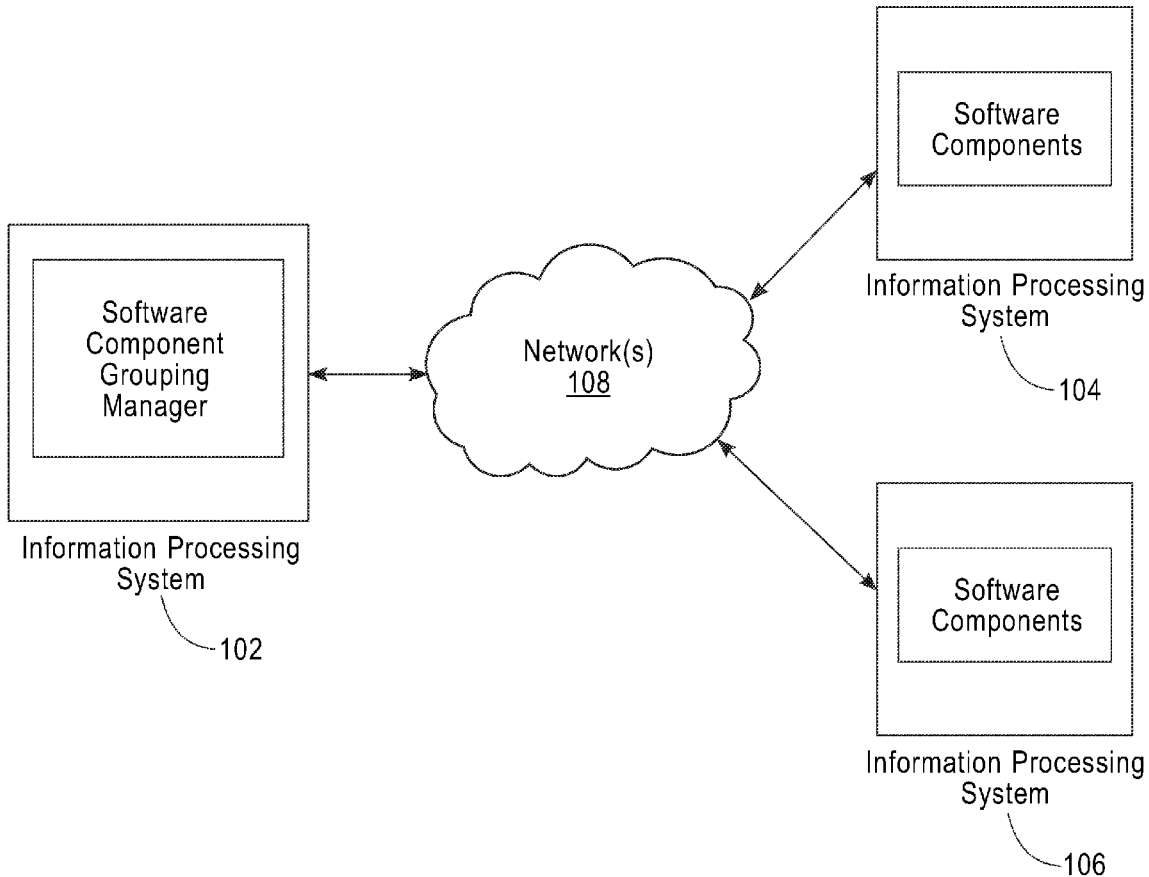 Software
Component
Grouping
Manager
Information Processing
System
102
Network(s)
108
Software
Components
Information Processing
System
104
Software
Components
Information Processing
System
106